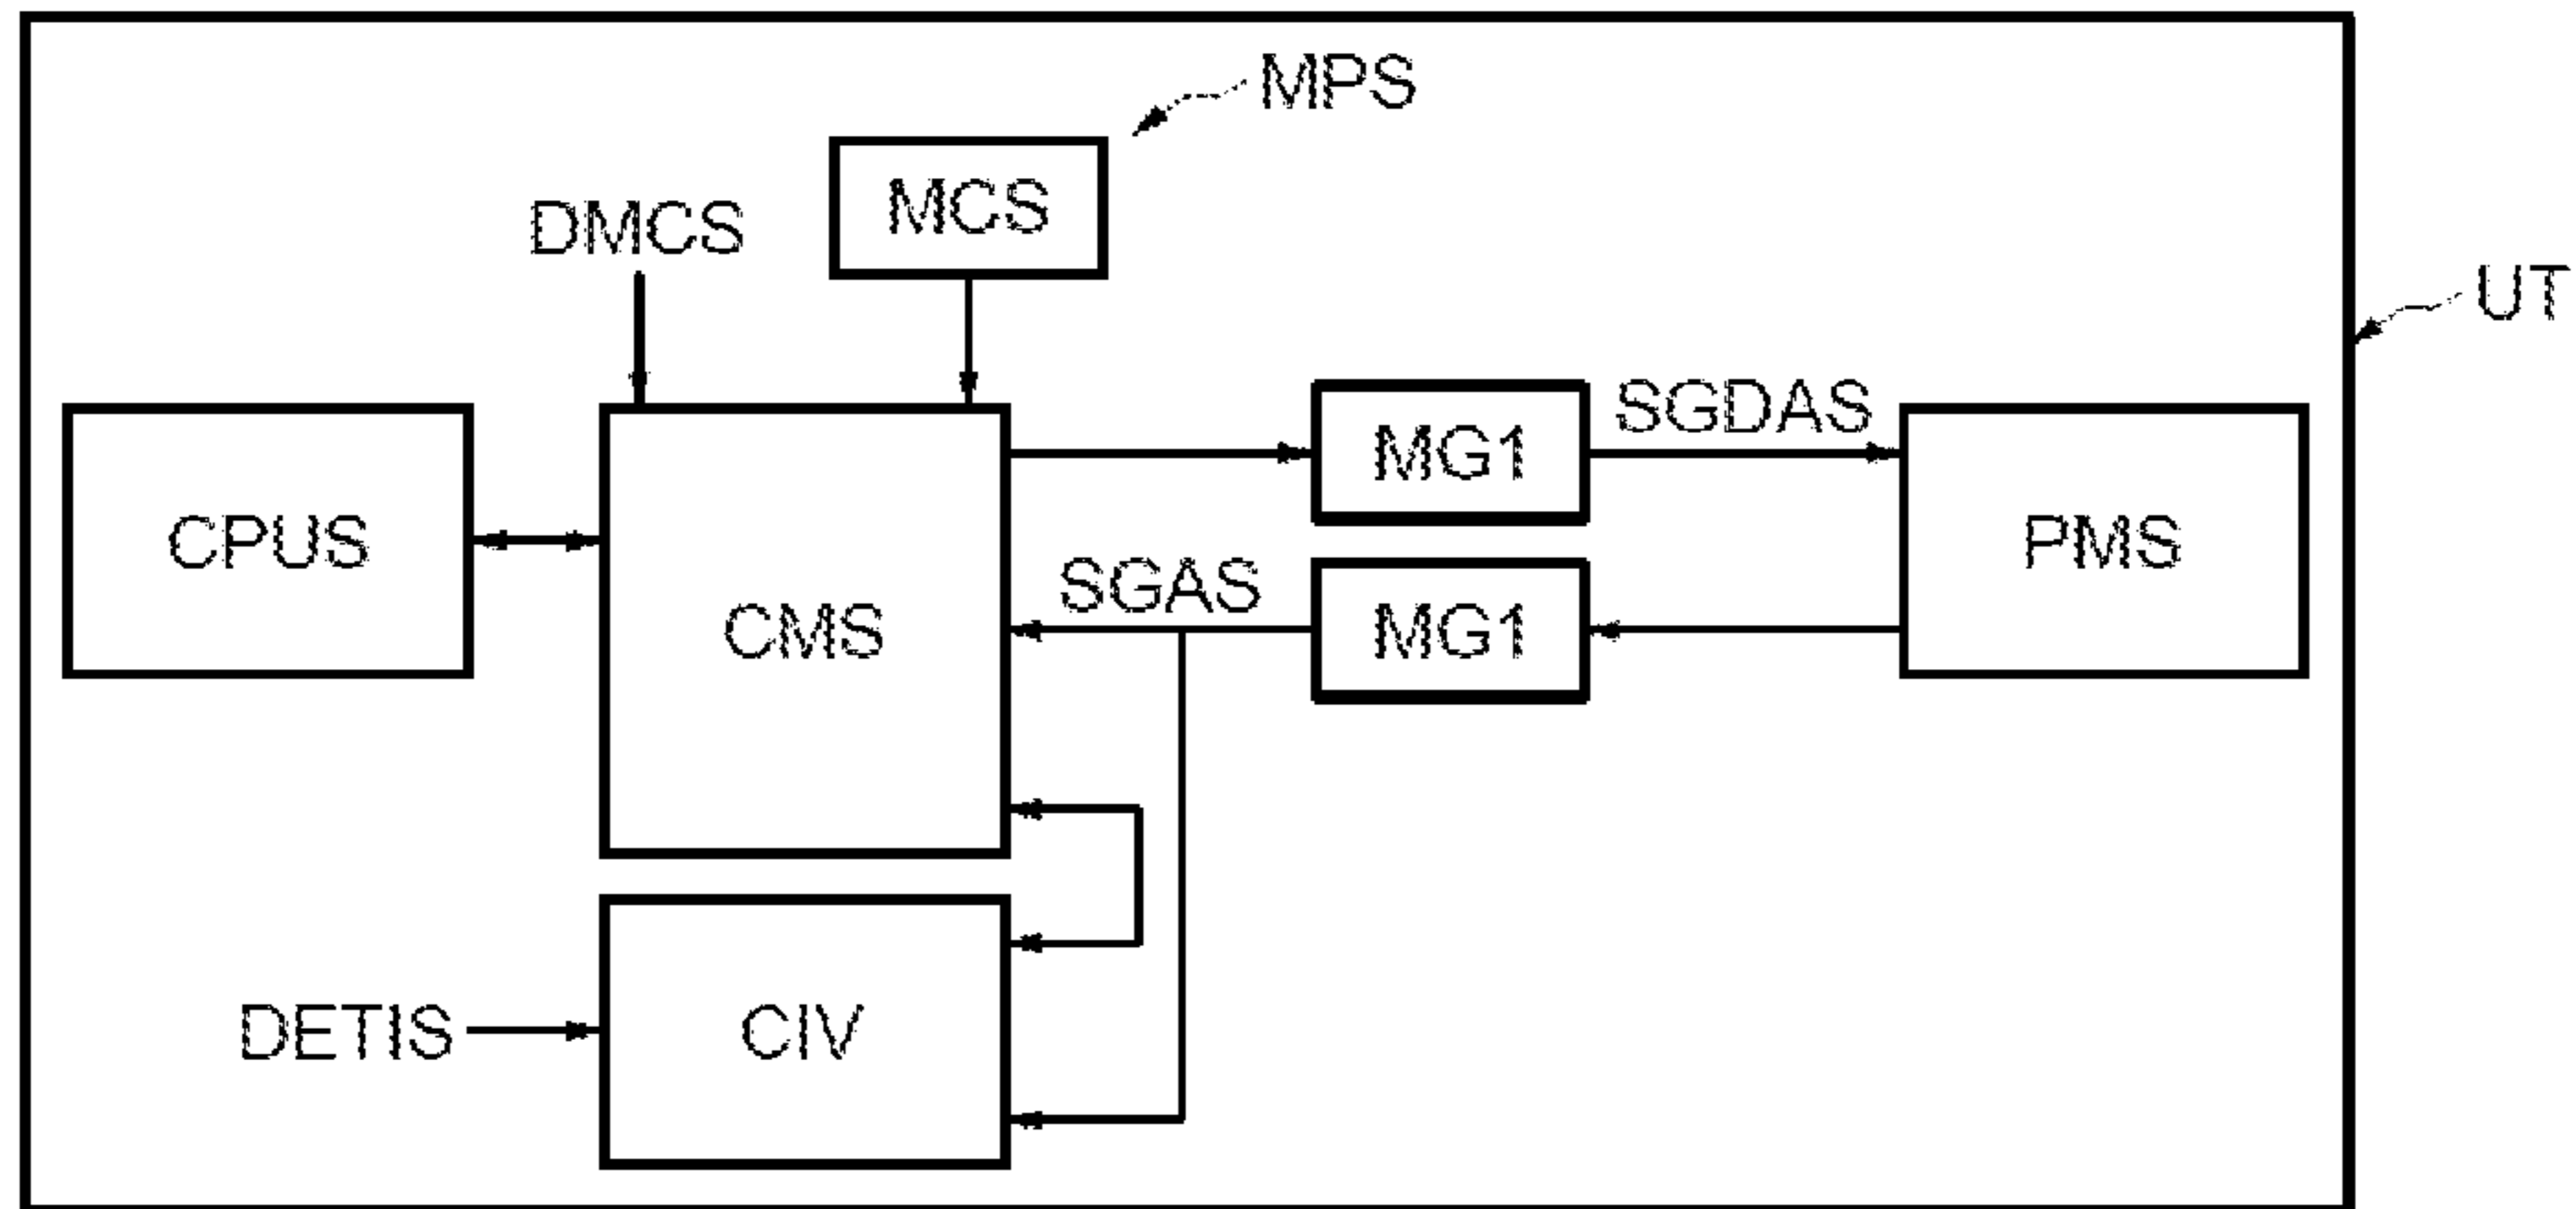 MPS
MCS
DMCS
UT
MG1
SGDAS
CPUS
PMS
SGAS
CMS
MG1
DETIS
CIV